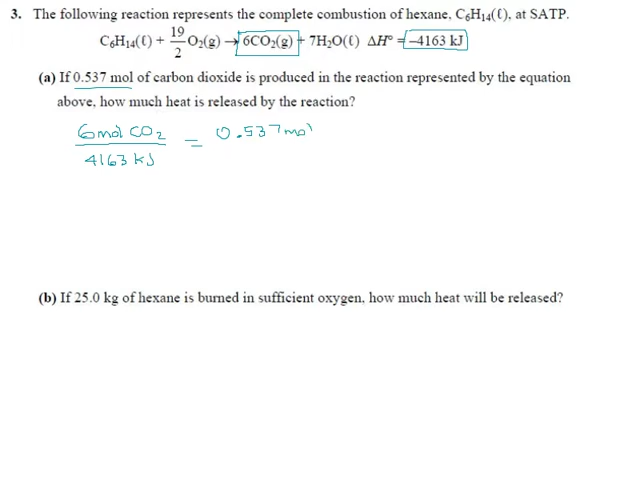 3. The following reaction represents the complete combustion of hexane, C₆H₁₄(ℓ), at SATP.
C₆H₁₄(ℓ) + 19/2 O₂(g) → 6CO₂(g) + 7H₂O(ℓ) ΔH° = –4163 kJ
(a) If 0.537 mol of carbon dioxide is produced in the reaction represented by the equation
above, how much heat is released by the reaction?
6 mol CO₂ = 0.537 mol
4163 kJ
(b) If 25.0 kg of hexane is burned in sufficient oxygen, how much heat will be released?